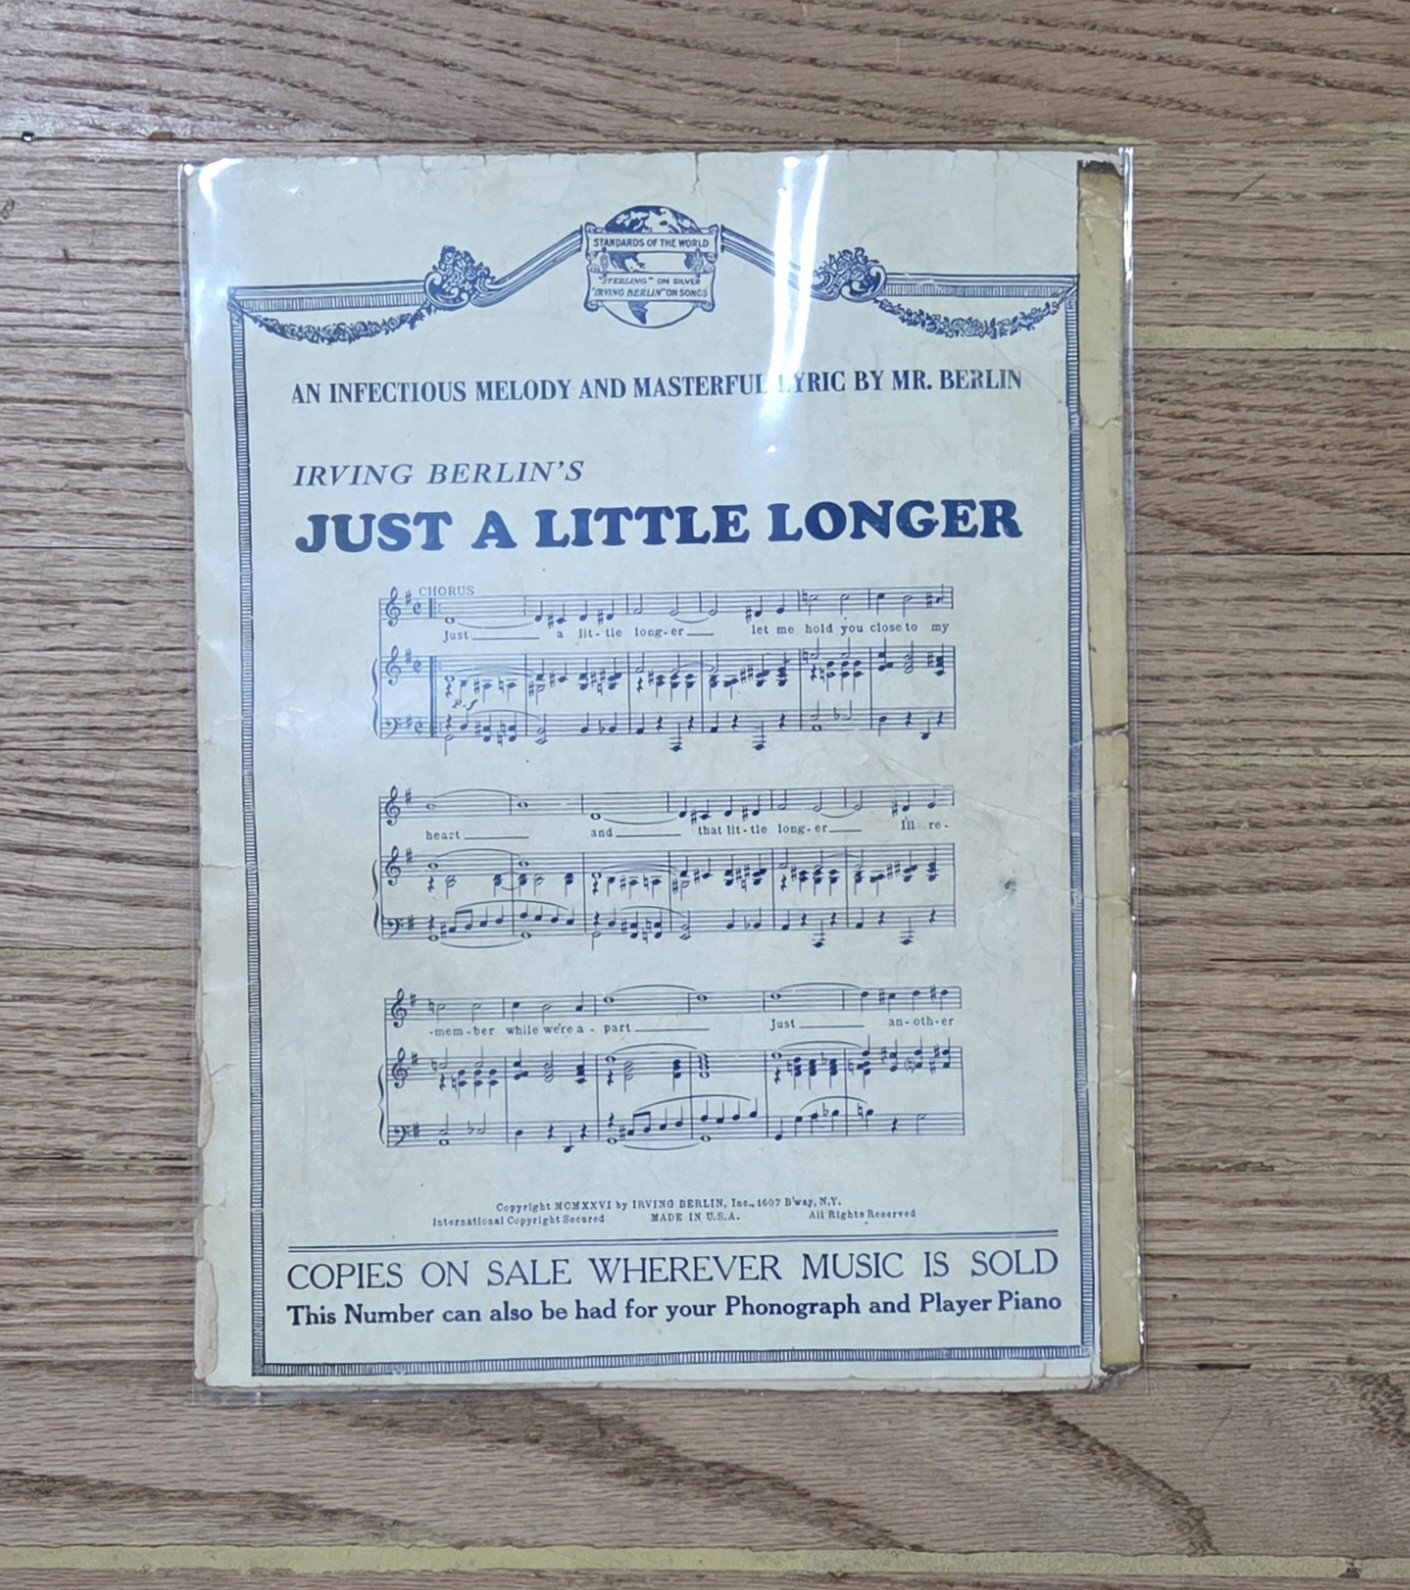 STANDARDS OF THE WORLD
"STERLING" ON SILVER
"IRVING BERLIN" ON SONGS
AN INFECTIOUS MELODY AND MASTERFUL LYRIC BY MR. BERLIN
IRVING BERLIN'S
JUST A LITTLE LONGER
CHORUS
Just a lit-tle long-er let me hold you close to my
p-f
heart and that lit-tle long-er I'll re-
-mem-ber while we're a-part Just an-oth-er
Copyright MCMXXVI by IRVING BERLIN, Inc., 1607 B'way, N.Y.
International Copyright Secured MADE IN U.S.A. All Rights Reserved
COPIES ON SALE WHEREVER MUSIC IS SOLD
This Number can also be had for your Phonograph and Player Piano